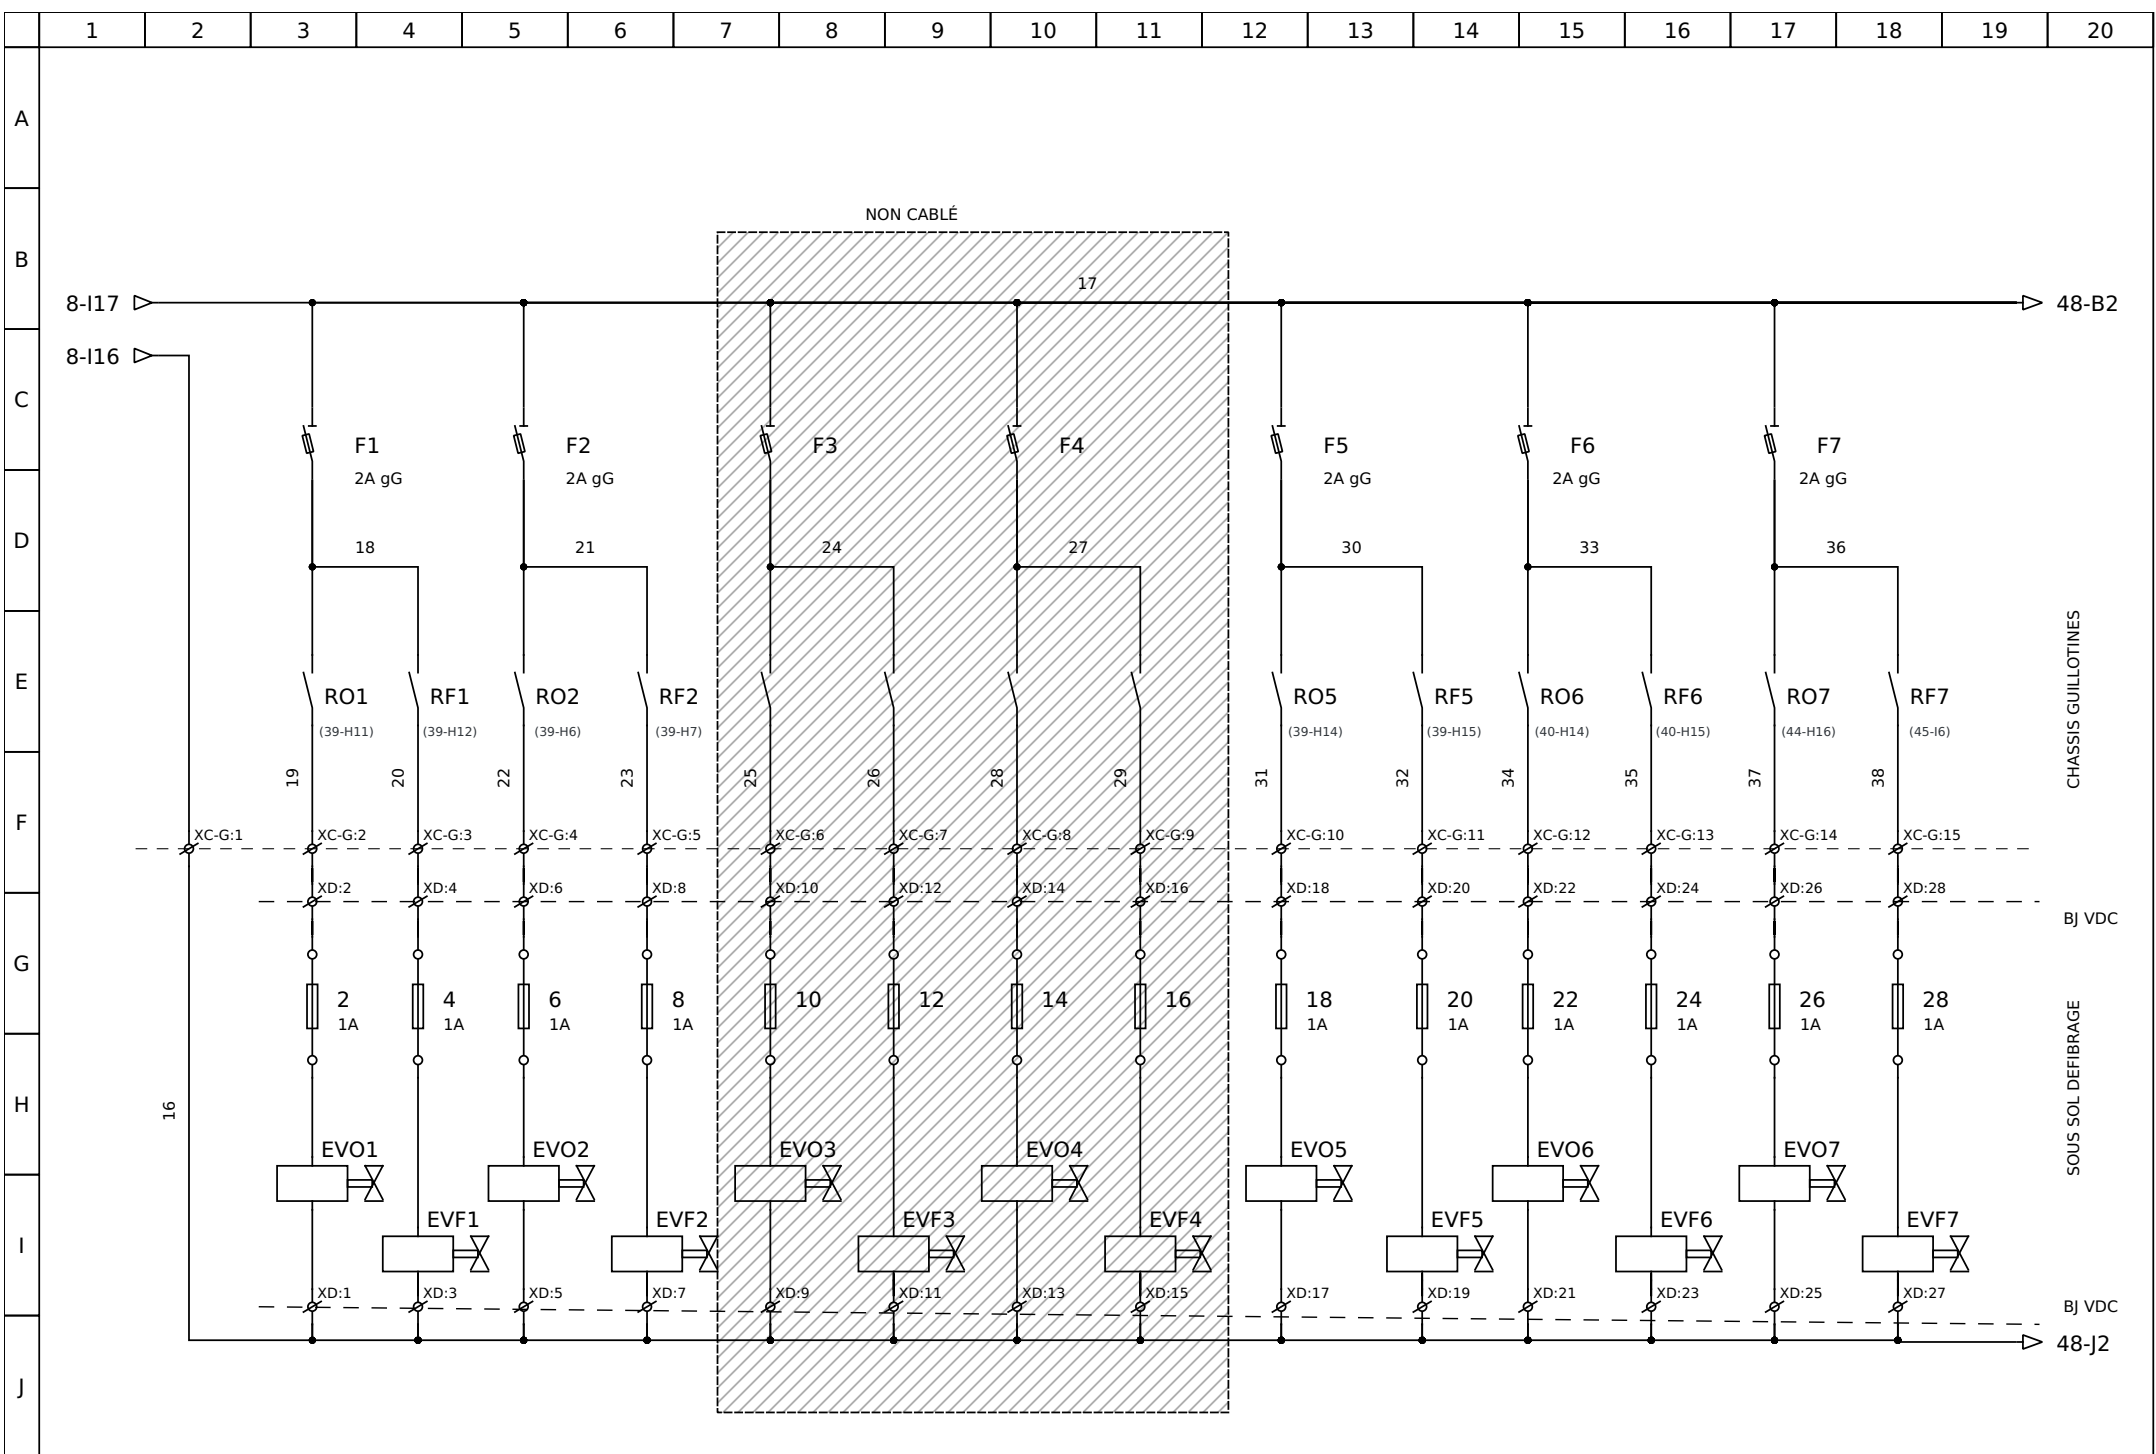 1 2 3 4 5 6 7 8 9 10 11 12 13 14 15 16 17 18 19 20
A
NON CABLÉ
B
17
8-I17 48-B2
8-I16
C
F1 F2 F3 F4 F5 F6 F7
2A gG 2A gG 2A gG 2A gG 2A gG
D
18 21 24 27 30 33 36
E
RO1 RF1 RO2 RF2 RO5 RF5 RO6 RF6 RO7 RF7
(39-H11) (39-H12) (39-H6) (39-H7) (39-H14) (39-H15) (40-H14) (40-H15) (44-H16) (45-I6)
CHASSIS GUILLOTINES
19 20 22 23 25 26 28 29 31 32 34 35 37 38
F
XC-G:1 XC-G:2 XC-G:3 XC-G:4 XC-G:5 XC-G:6 XC-G:7 XC-G:8 XC-G:9 XC-G:10 XC-G:11 XC-G:12 XC-G:13 XC-G:14 XC-G:15
XD:2 XD:4 XD:6 XD:8 XD:10 XD:12 XD:14 XD:16 XD:18 XD:20 XD:22 XD:24 XD:26 XD:28
BJ VDC
G
2 4 6 8 10 12 14 16 18 20 22 24 26 28
1A 1A 1A 1A 1A 1A 1A 1A 1A 1A
SOUS SOL DEFIBRAGE
H
16
EVO1 EVO2 EVO3 EVO4 EVO5 EVO6 EVO7
EVF1 EVF2 EVF3 EVF4 EVF5 EVF6 EVF7
I
XD:1 XD:3 XD:5 XD:7 XD:9 XD:11 XD:13 XD:15 XD:17 XD:19 XD:21 XD:23 XD:25 XD:27
BJ VDC
48-J2
J